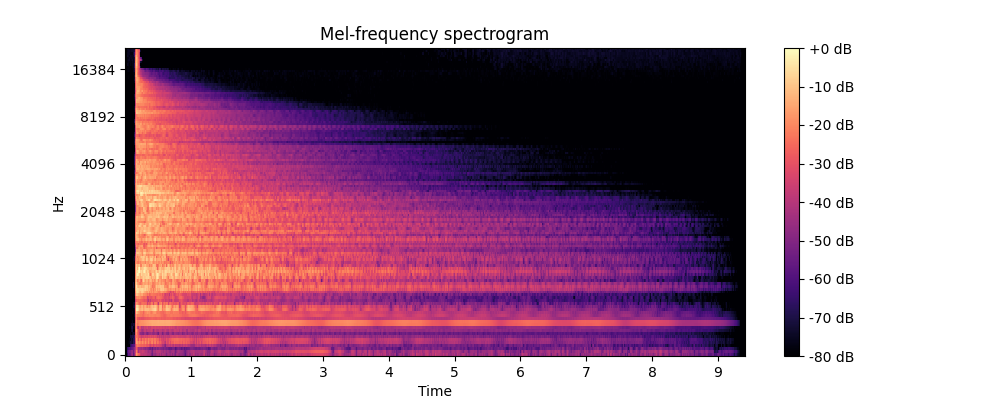 Mel-frequency spectrogram
Hz
16384
8192
4096
2048
1024
512
0
0 1 2 3 4 5 6 7 8 9
Time
+0 dB
-10 dB
-20 dB
-30 dB
-40 dB
-50 dB
-60 dB
-70 dB
-80 dB